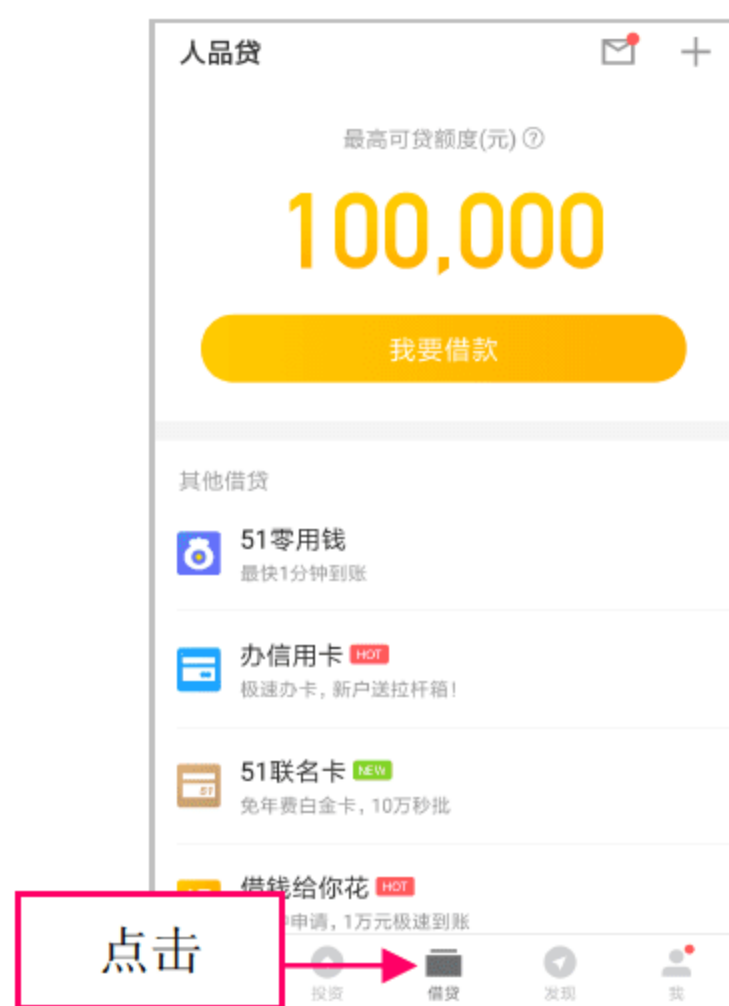 人品贷
最高可贷额度(元)
100,000
我要借款
其他借贷
51零用钱
最快1分钟到账
办信用卡 HOT
极速办卡，新户送拉杆箱！
51联名卡 NEW
51
免年费白金卡，10万秒批
借钱给你花 HOT
申请，1万元极速到账
点击
投资 借贷 发现 我